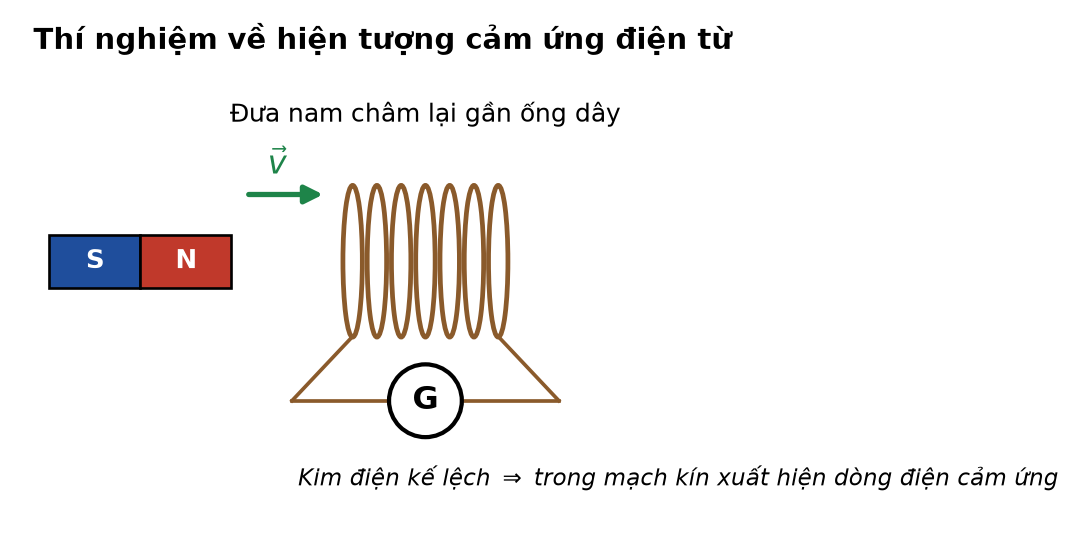 Thí nghiệm về hiện tượng cảm ứng điện từ
Đưa nam châm lại gần ống dây
v⃗
S N
G
Kim điện kế lệch ⇒ trong mạch kín xuất hiện dòng điện cảm ứng